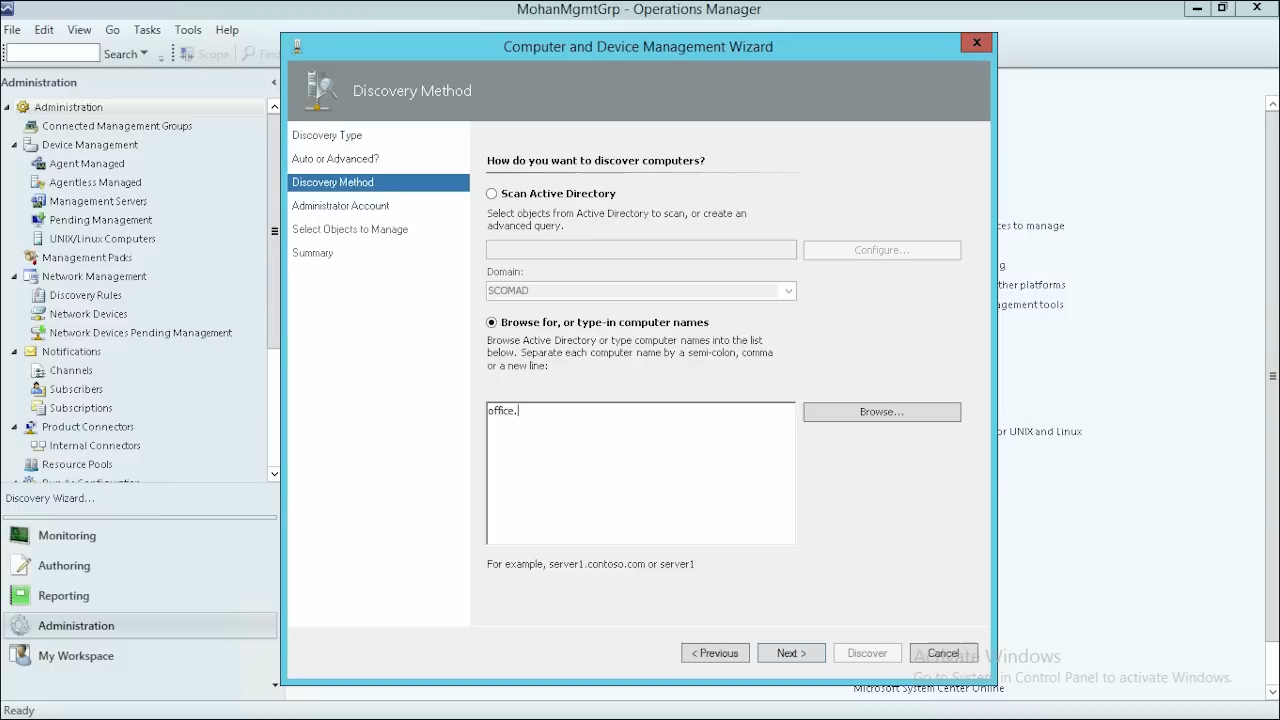 MohanMgmtGrp - Operations Manager
File Edit View Go Tasks Tools Help
Search Scope Find
Administration
Administration
Connected Management Groups
Device Management
Agent Managed
Agentless Managed
Management Servers
Pending Management
UNIX/Linux Computers
Management Packs
Network Management
Discovery Rules
Network Devices
Network Devices Pending Management
Notifications
Channels
Subscribers
Subscriptions
Product Connectors
Internal Connectors
Resource Pools
Discovery Wizard...
Monitoring
Authoring
Reporting
Administration
My Workspace
Ready
Computer and Device Management Wizard
x
Discovery Method
Discovery Type
Auto or Advanced?
Discovery Method
Administrator Account
Select Objects to Manage
Summary
How do you want to discover computers?
Scan Active Directory
Select objects from Active Directory to scan, or create an
advanced query.
Configure...
Domain:
SCOMAD
Browse for, or type-in computer names
Browse Active Directory or type computer names into the list
below. Separate each computer name by a semi-colon, comma
or a new line:
office.
Browse...
For example, server1.contoso.com or server1
< Previous Next > Discover Cancel
to manage
platforms
tools
UNIX and Linux
Activate Windows
Go to System in Control Panel to activate Windows.
Microsoft System Center Online